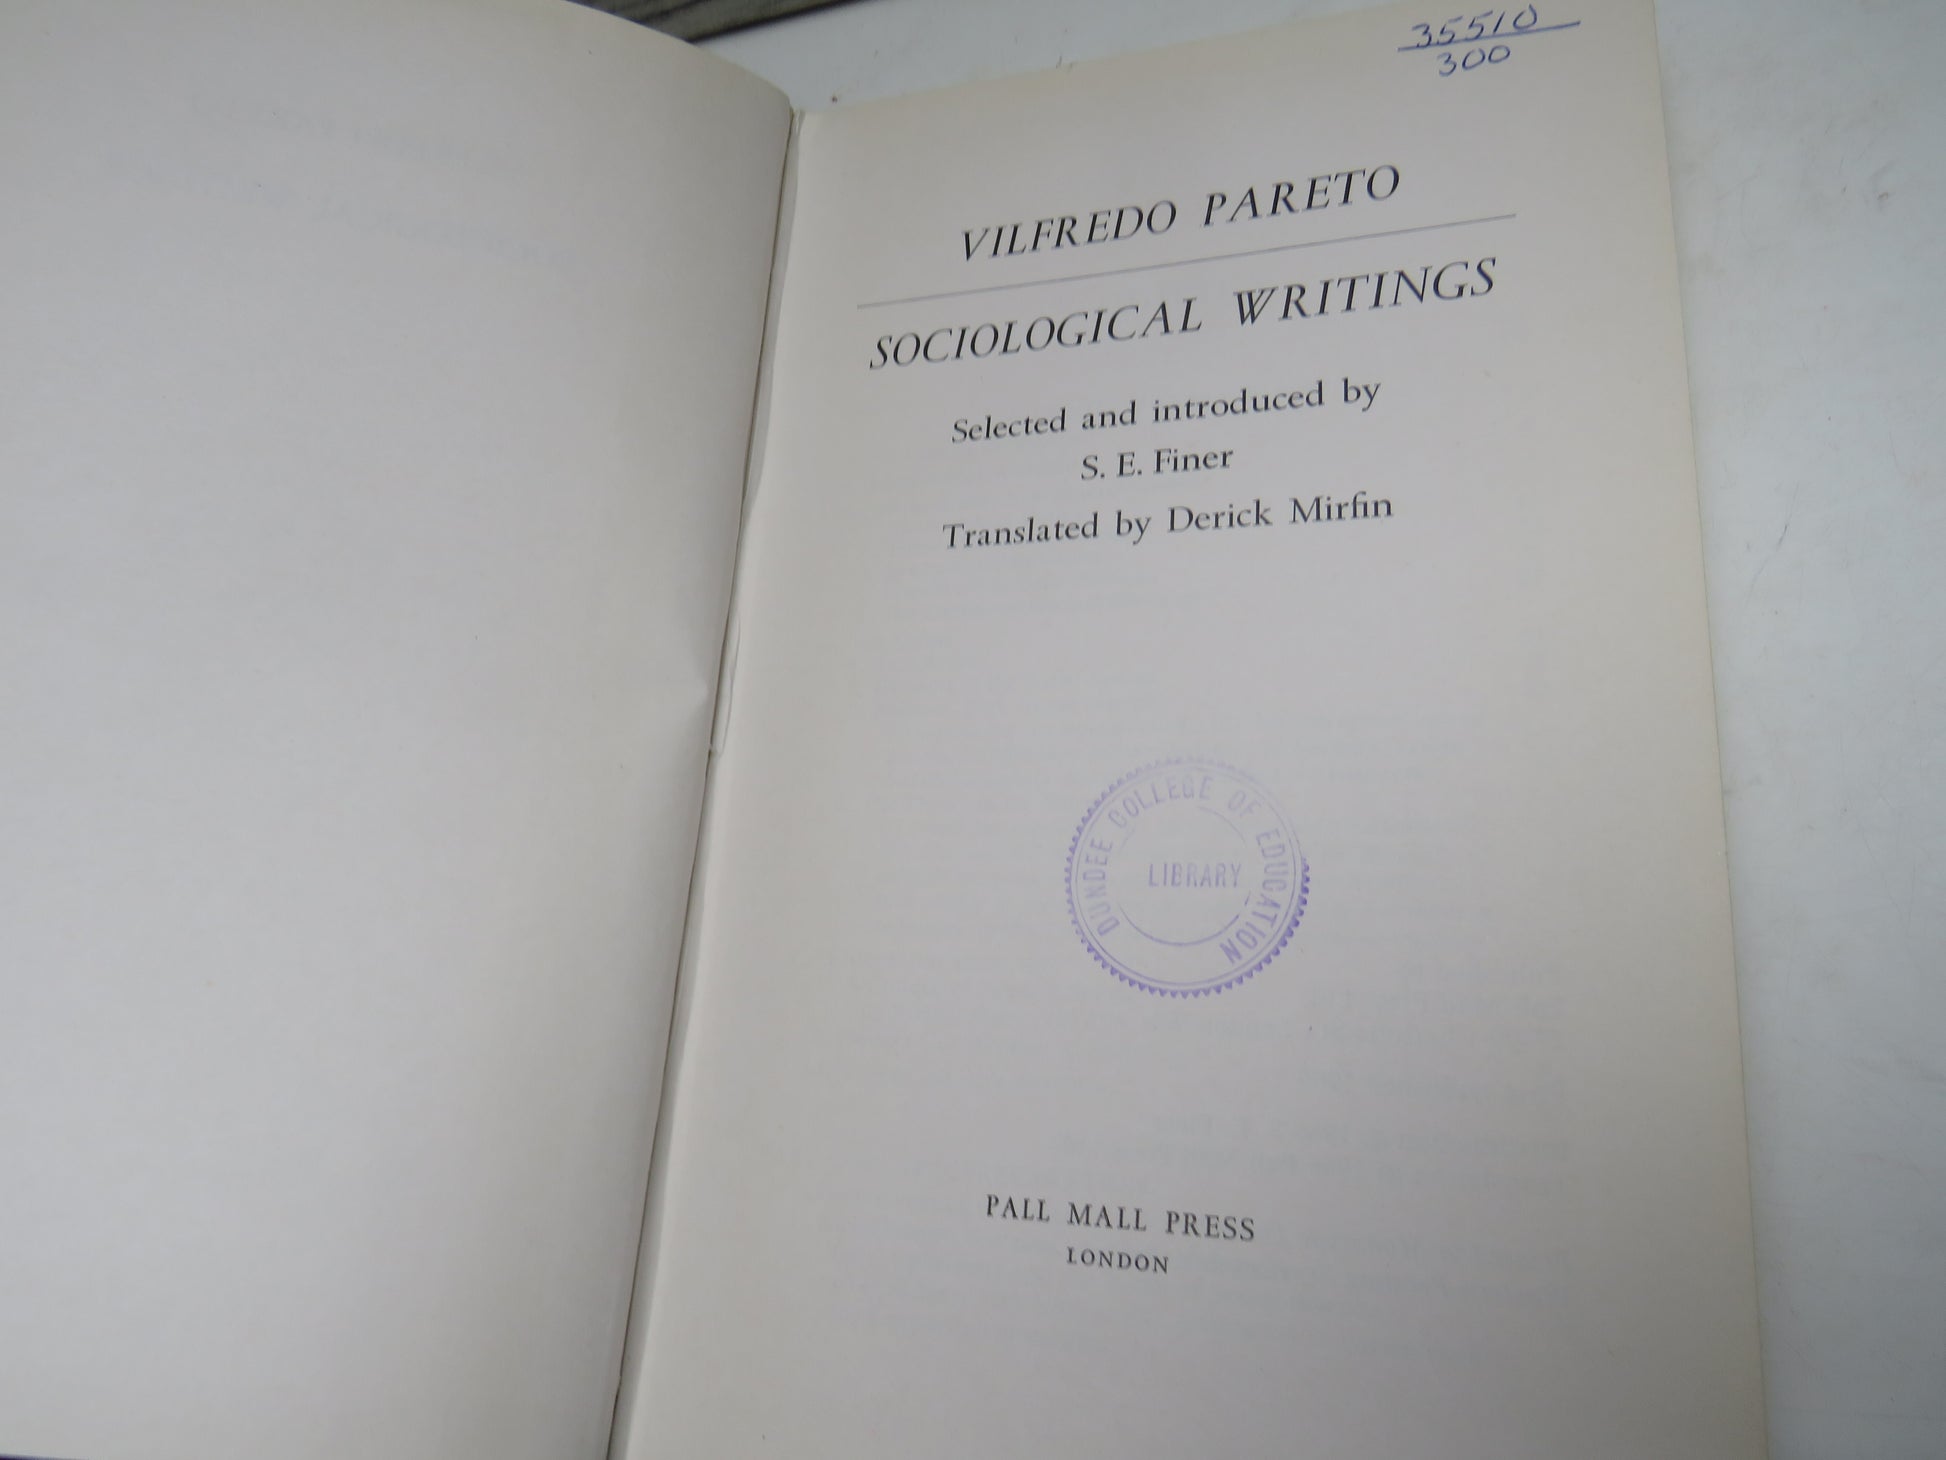 35510
300
VILFREDO PARETO
SOCIOLOGICAL WRITINGS
Selected and introduced by
S. E. Finer
Translated by Derick Mirfin
DUNDEE COLLEGE OF EDUCATION
LIBRARY
PALL MALL PRESS
LONDON